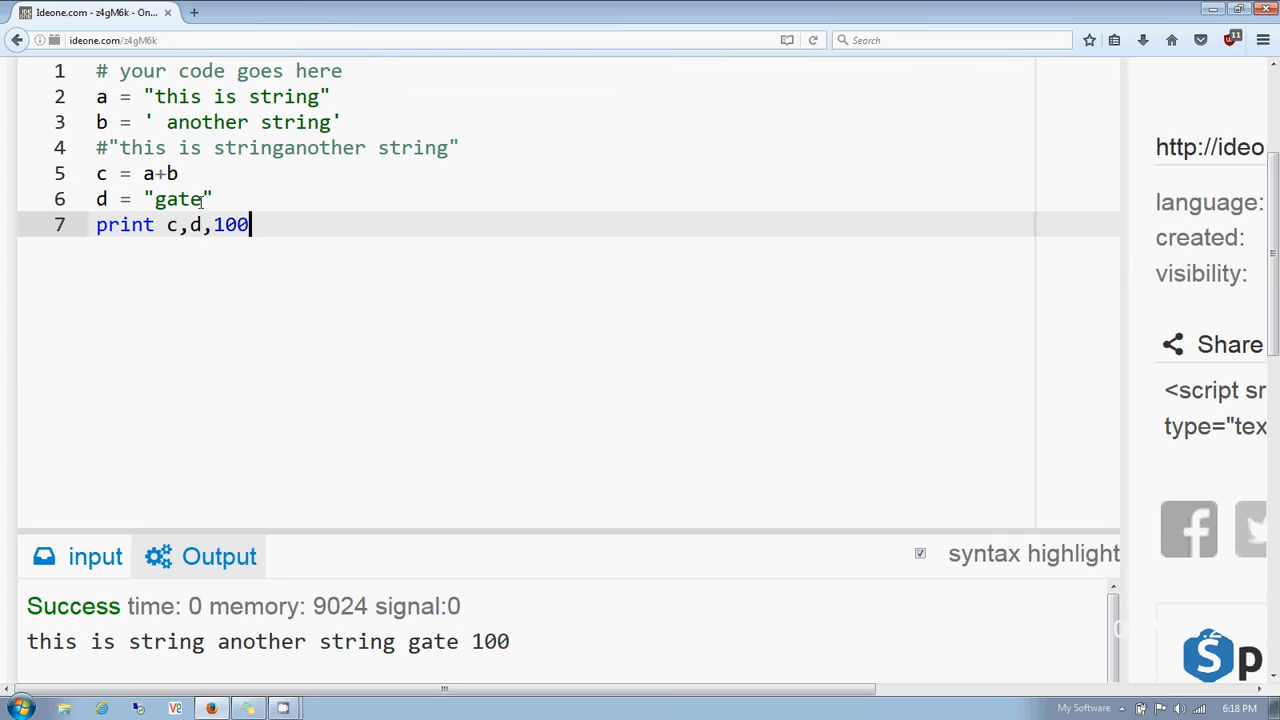 Ideone.com - z4gM6k - On...
ideone.com/z4gM6k
Search
11
1 # your code goes here
2 a = "this is string"
3 b = ' another string'
4 #"this is stringanother string"
5 c = a+b
6 d = "gate"
7 print c,d,100
http://ideo
language:
created:
visibility:
Share
<script sr
type="tex
input
Output
syntax highlight
Success time: 0 memory: 9024 signal:0
this is string another string gate 100
Sp
My Software
6:18 PM